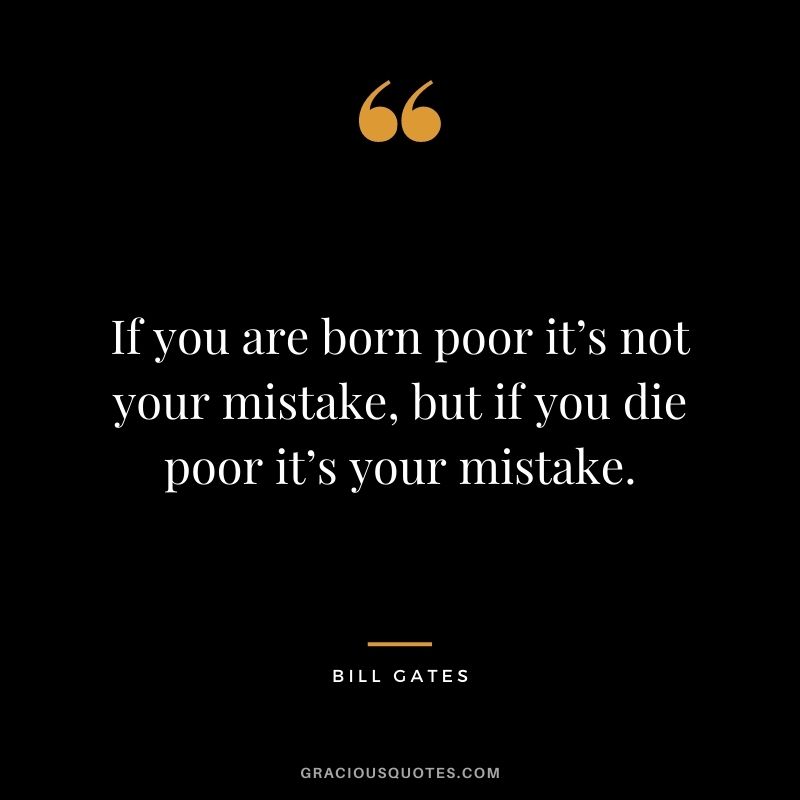 “
If you are born poor it’s not
your mistake, but if you die
poor it’s your mistake.
BILL GATES
GRACIOUSQUOTES.COM